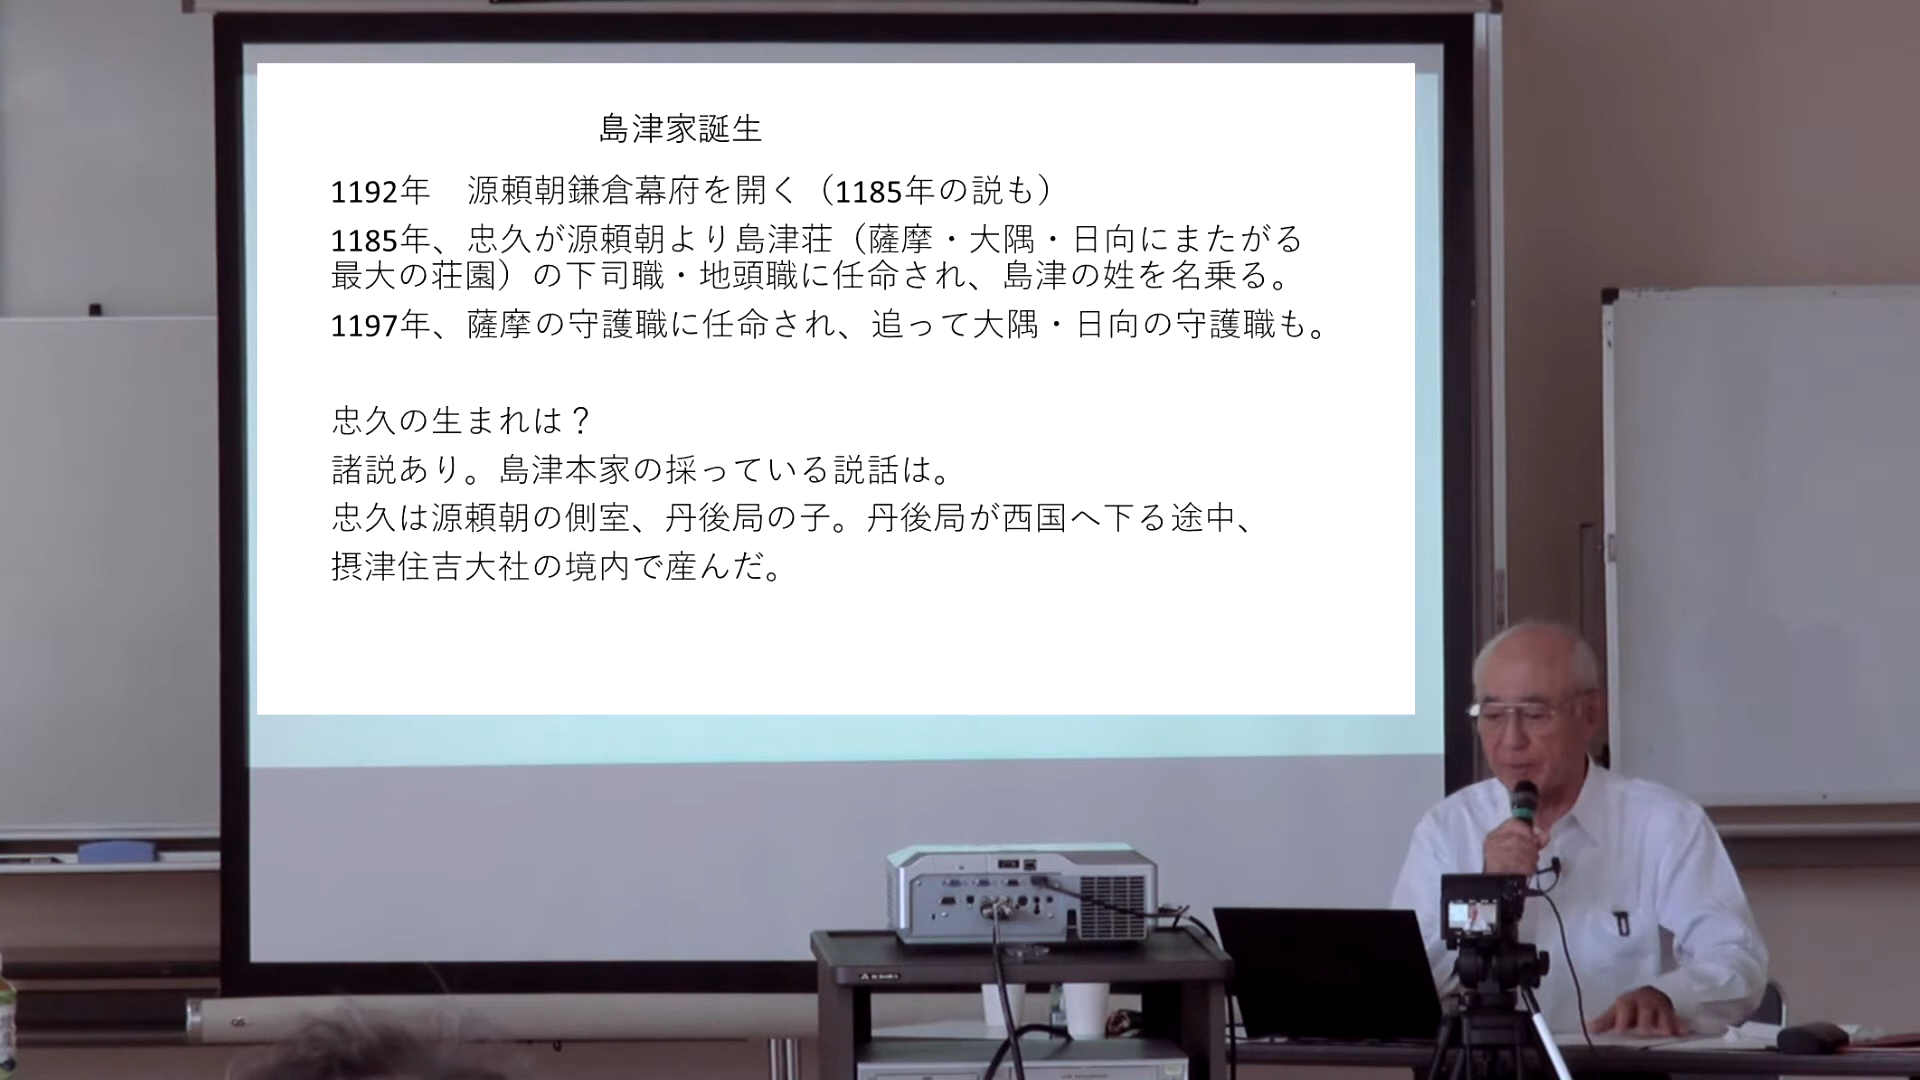 島津家誕生
1192年　源頼朝鎌倉幕府を開く（1185年の説も）
1185年、忠久が源頼朝より島津荘（薩摩・大隅・日向にまたがる
最大の荘園）の下司職・地頭職に任命され、島津の姓を名乗る。
1197年、薩摩の守護職に任命され、追って大隅・日向の守護職も。
忠久の生まれは？
諸説あり。島津本家の採っている説話は。
忠久は源頼朝の側室、丹後局の子。丹後局が西国へ下る途中、
摂津住吉大社の境内で産んだ。